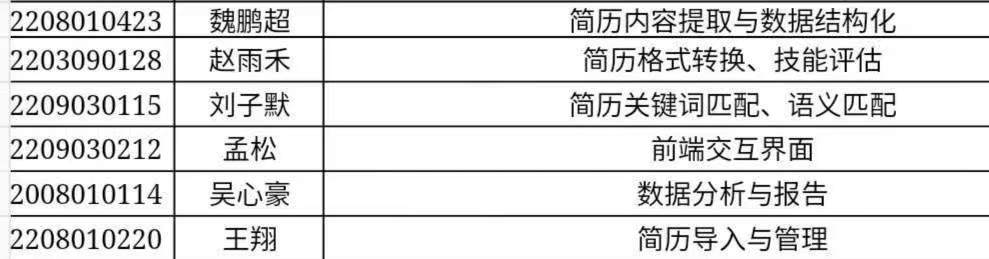 2208010423 魏鹏超 简历内容提取与数据结构化
2203090128 赵雨禾 简历格式转换、技能评估
2209030115 刘子默 简历关键词匹配、语义匹配
2209030212 孟松 前端交互界面
2008010114 吴心豪 数据分析与报告
2208010220 王翔 简历导入与管理